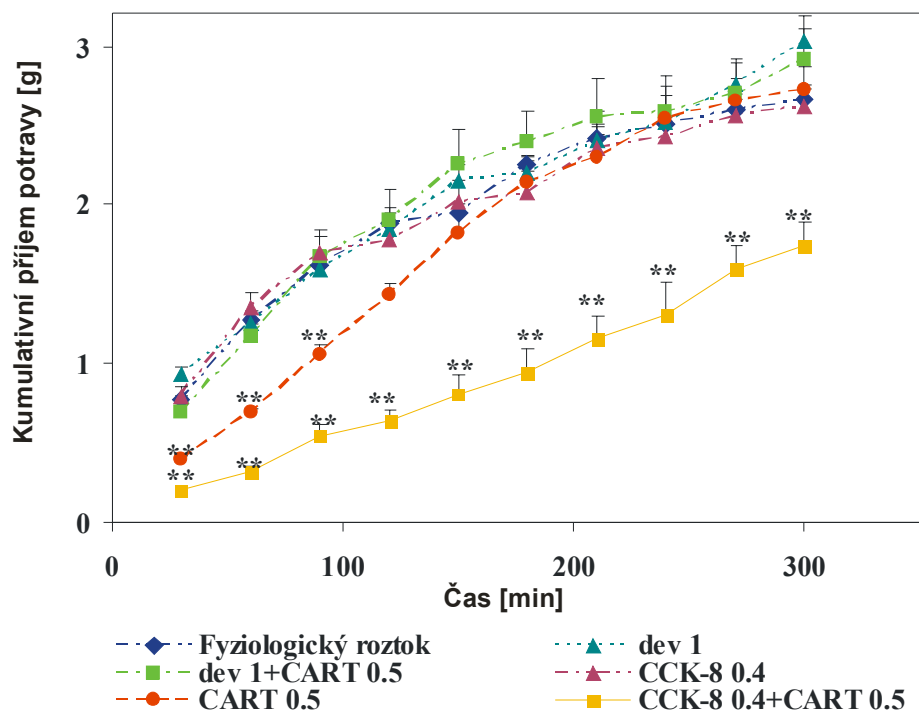 3
2
1
0
Kumulativní příjem potravy [g]
**
**
**
**
**
**
**
**
**
**
**
**
**
0
100
200
300
Čas [min]
Fyziologický roztok
dev 1
dev 1+CART 0.5
CCK-8 0.4
CART 0.5
CCK-8 0.4+CART 0.5